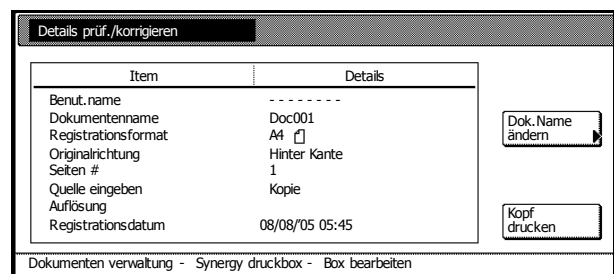 Details prüf./korrigieren
Item Details
Benut.name - - - - - - - -
Dokumentenname Doc001
Registrationsformat A4
Originalrichtung Hinter Kante
Seiten # 1
Quelle eingeben Kopie
Auflösung
Registrationsdatum 08/08/'05 05:45
Dok.Name
ändern
Kopf
drucken
Dokumenten verwaltung - Synergy druckbox - Box bearbeiten